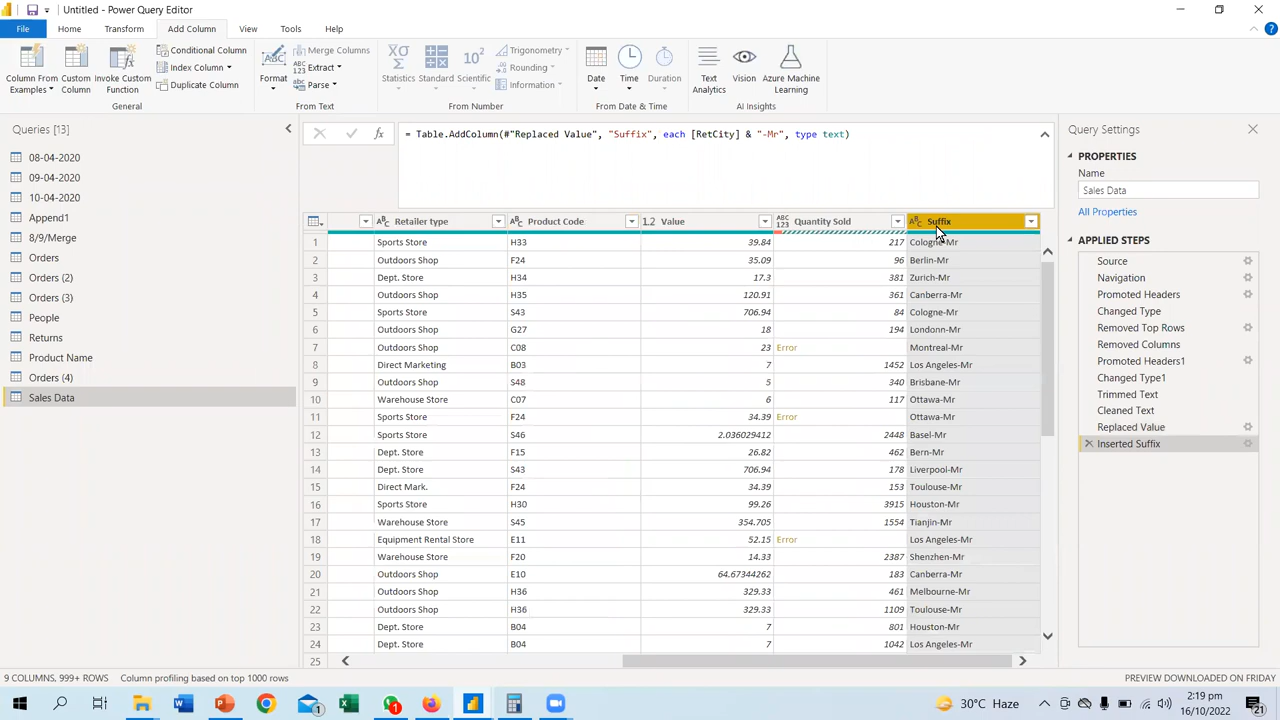 Untitled - Power Query Editor
File Home Transform Add Column View Tools Help
Column From Examples Custom Column Invoke Custom Function
Conditional Column
Index Column
Duplicate Column
General
Format
Merge Columns
Extract
Parse
From Text
Statistics Standard Scientific
Trigonometry
Rounding
Information
From Number
Date Time Duration
From Date & Time
Text Analytics Vision Azure Machine Learning
AI Insights
Queries [13]
08-04-2020
09-04-2020
10-04-2020
Append1
8/9/Merge
Orders
Orders (2)
Orders (3)
People
Returns
Product Name
Orders (4)
Sales Data
= Table.AddColumn(#"Replaced Value", "Suffix", each [RetCity] & "-Mr", type text)
Retailer type Product Code 1.2 Value ABC 123 Quantity Sold Suffix
1 Sports Store H33 39.84 217 Cologne-Mr
2 Outdoors Shop F24 35.09 96 Berlin-Mr
3 Dept. Store H34 17.3 381 Zurich-Mr
4 Outdoors Shop H35 120.91 361 Canberra-Mr
5 Sports Store S43 706.94 84 Cologne-Mr
6 Outdoors Shop G27 18 194 Londonn-Mr
7 Outdoors Shop C08 23 Error Montreal-Mr
8 Direct Marketing B03 7 1452 Los Angeles-Mr
9 Outdoors Shop S48 5 340 Brisbane-Mr
10 Warehouse Store C07 6 117 Ottawa-Mr
11 Sports Store F24 34.39 Error Ottawa-Mr
12 Sports Store S46 2.036029412 2448 Basel-Mr
13 Dept. Store F15 26.82 462 Bern-Mr
14 Dept. Store S43 706.94 178 Liverpool-Mr
15 Direct Mark. F24 34.39 153 Toulouse-Mr
16 Sports Store H30 99.26 3915 Houston-Mr
17 Warehouse Store S45 354.705 1554 Tianjin-Mr
18 Equipment Rental Store E11 52.15 Error Los Angeles-Mr
19 Warehouse Store F20 14.33 2387 Shenzhen-Mr
20 Outdoors Shop E10 64.67344262 183 Canberra-Mr
21 Outdoors Shop H36 329.33 461 Melbourne-Mr
22 Outdoors Shop H36 329.33 1109 Toulouse-Mr
23 Dept. Store B04 7 801 Houston-Mr
24 Dept. Store B04 7 1042 Los Angeles-Mr
25
Query Settings
PROPERTIES
Name
Sales Data
All Properties
APPLIED STEPS
Source
Navigation
Promoted Headers
Changed Type
Removed Top Rows
Removed Columns
Promoted Headers1
Changed Type1
Trimmed Text
Cleaned Text
Replaced Value
Inserted Suffix
9 COLUMNS, 999+ ROWS Column profiling based on top 1000 rows
PREVIEW DOWNLOADED ON FRIDAY
30°C Haze
2:19 pm
16/10/2022
21